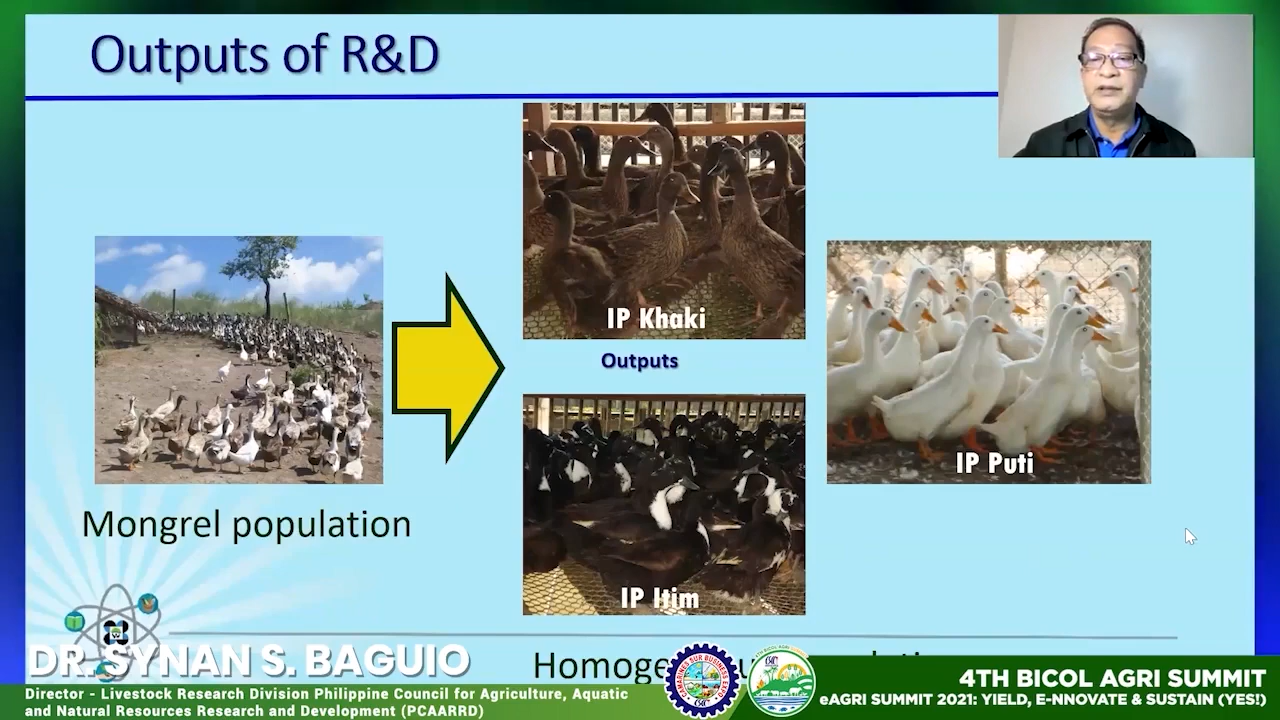 Outputs of R&D
IP Khaki
Outputs
IP Puti
Mongrel population
IP Itim
DR. SYNAN S. BAGUIO
Director - Livestock Research Division Philippine Council for Agriculture, Aquatic
and Natural Resources Research and Development (PCAARRD)
4TH BICOL AGRI SUMMIT
eAGRI SUMMIT 2021: YIELD, E-NNOVATE & SUSTAIN (YES!)